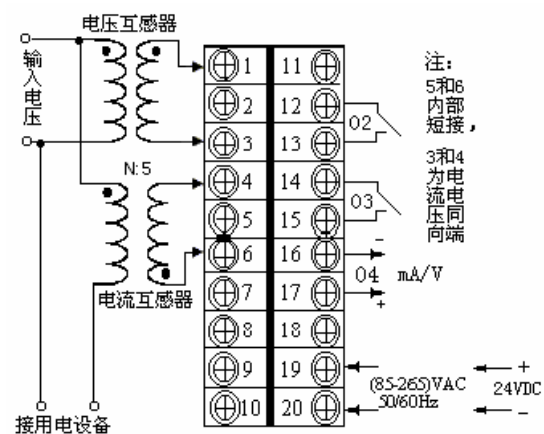 电压互感器
输入电压
N:5
电流互感器
接用电设备
1 11
2 12
3 13
4 14
5 15
6 16
7 17
8 18
9 19
10 20
O2
O3
-
O4 mA/V
+
注：
5和6
内部
短接，
3和4
为电
流电
压同
向端
(85-265)VAC
50/60Hz
+
24VDC
-